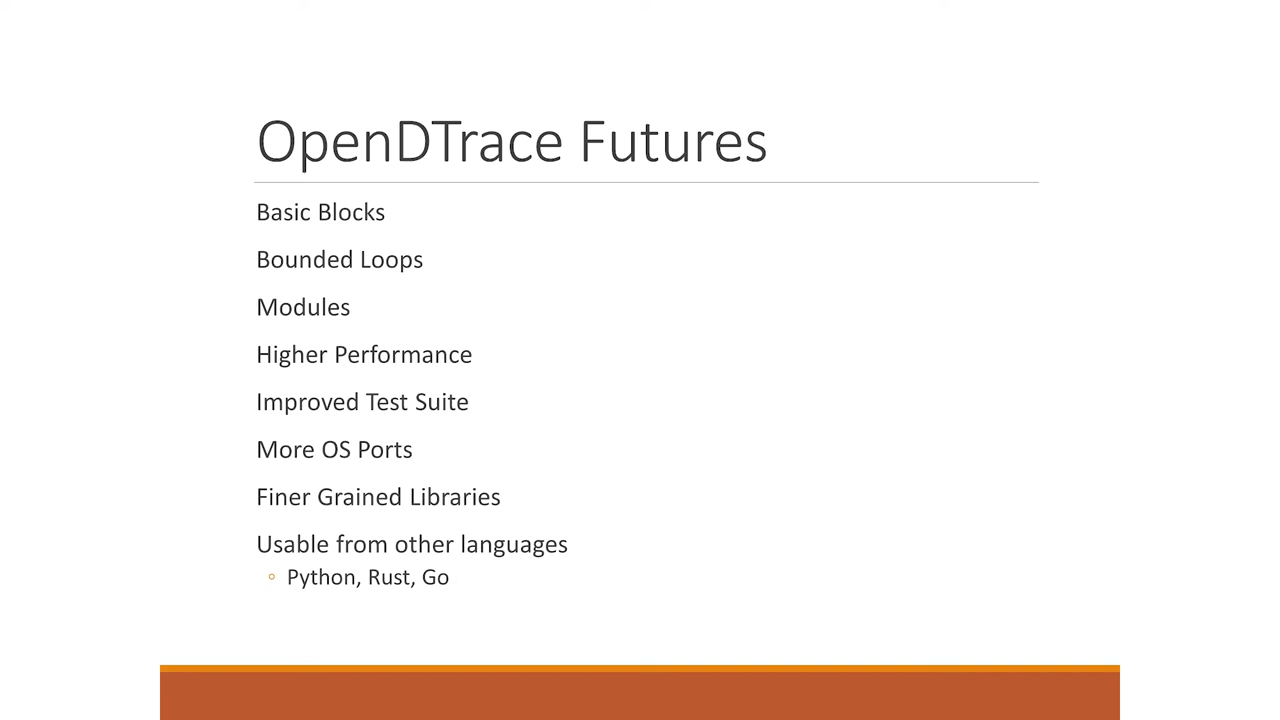 OpenDTrace Futures
Basic Blocks
Bounded Loops
Modules
Higher Performance
Improved Test Suite
More OS Ports
Finer Grained Libraries
Usable from other languages
◦ Python, Rust, Go